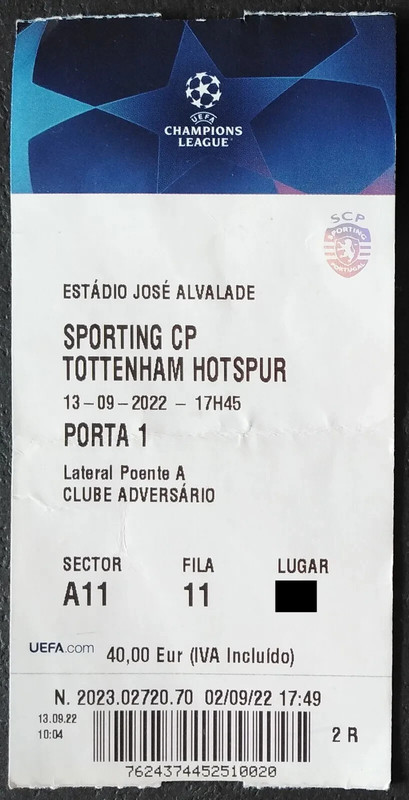 UEFA
CHAMPIONS
LEAGUE
SCP
SPORTING
PORTUGAL
ESTÁDIO JOSÉ ALVALADE
SPORTING CP
TOTTENHAM HOTSPUR
13-09-2022 - 17H45
PORTA 1
Lateral Poente A
CLUBE ADVERSÁRIO
SECTOR FILA LUGAR
A11 11
UEFA.com 40,00 Eur (IVA Incluído)
N. 2023.02720.70 02/09/22 17:49
13.09.22
10:04
2 R
7624374452510020